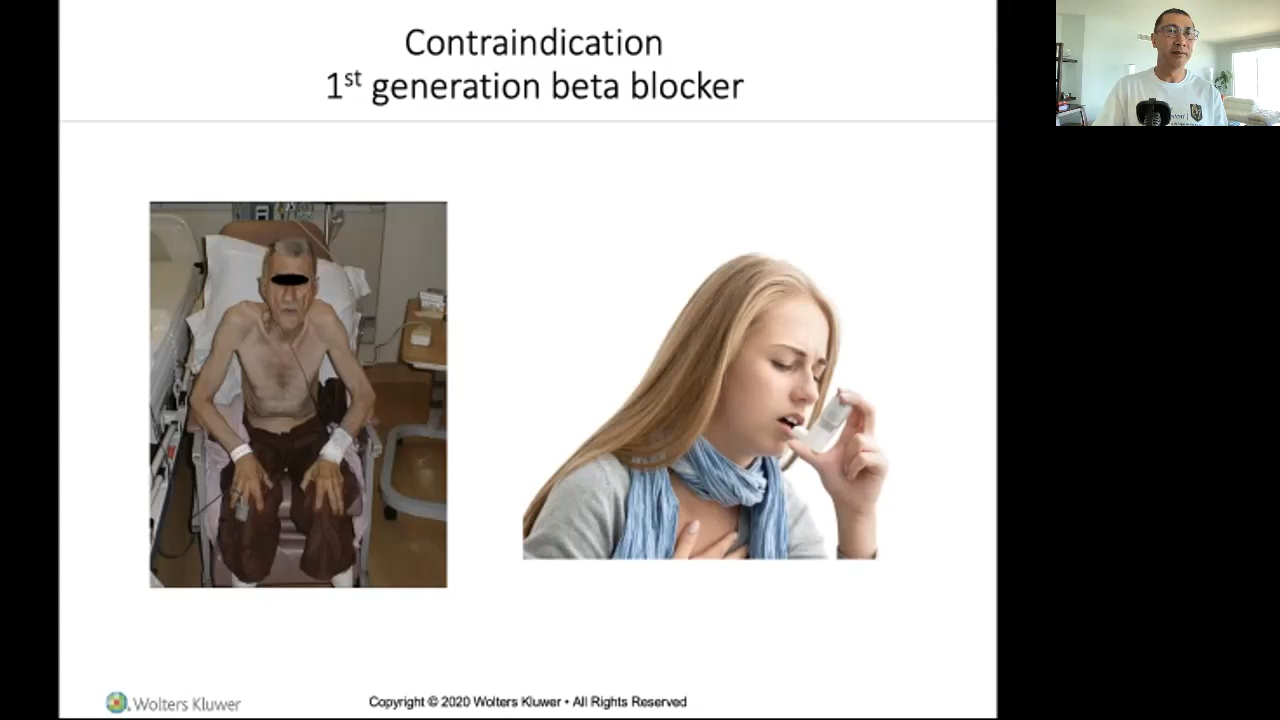 Contraindication
1st generation beta blocker
Wolters Kluwer
Copyright © 2020 Wolters Kluwer • All Rights Reserved